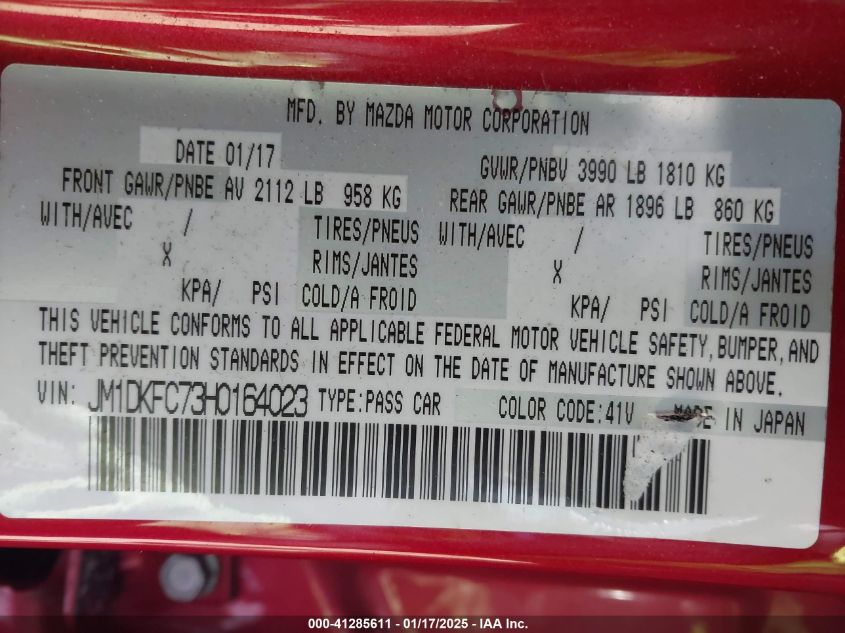 MFD. BY MAZDA MOTOR CORPORATION
DATE 01/17 GVWR/PNBV 3990 LB 1810 KG
FRONT GAWR/PNBE AV 2112 LB 958 KG REAR GAWR/PNBE AR 1896 LB 860 KG
WITH/AVEC / TIRES/PNEUS WITH/AVEC / TIRES/PNEUS
X RIMS/JANTES X RIMS/JANTES
KPA/ PSI COLD/A FROID KPA/ PSI COLD/A FROID
THIS VEHICLE CONFORMS TO ALL APPLICABLE FEDERAL MOTOR VEHICLE SAFETY, BUMPER, AND
THEFT PREVENTION STANDARDS IN EFFECT ON THE DATE OF MANUFACTURE SHOWN ABOVE.
VIN: JM1DKFC73H0164023 TYPE:PASS CAR COLOR CODE:41V MADE IN JAPAN
000-41285611 - 01/17/2025 - IAA Inc.